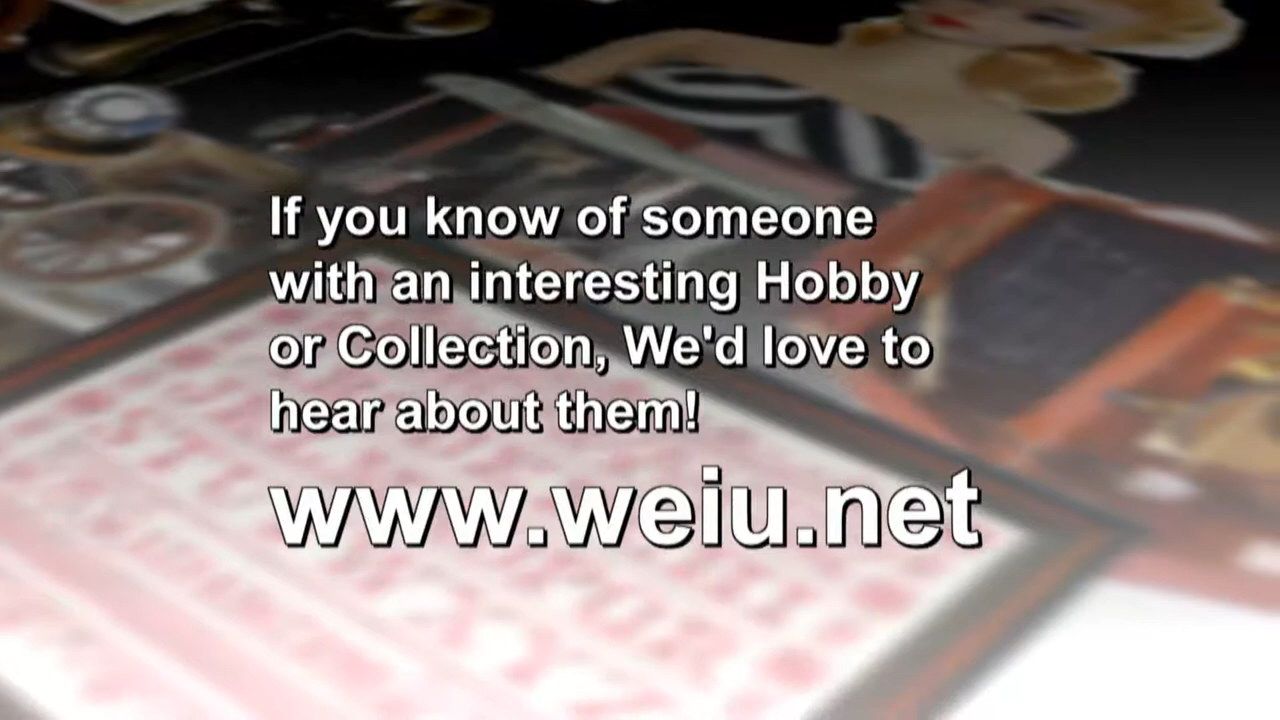 If you know of someone
with an interesting Hobby
or Collection, We'd love to
hear about them!
www.weiu.net